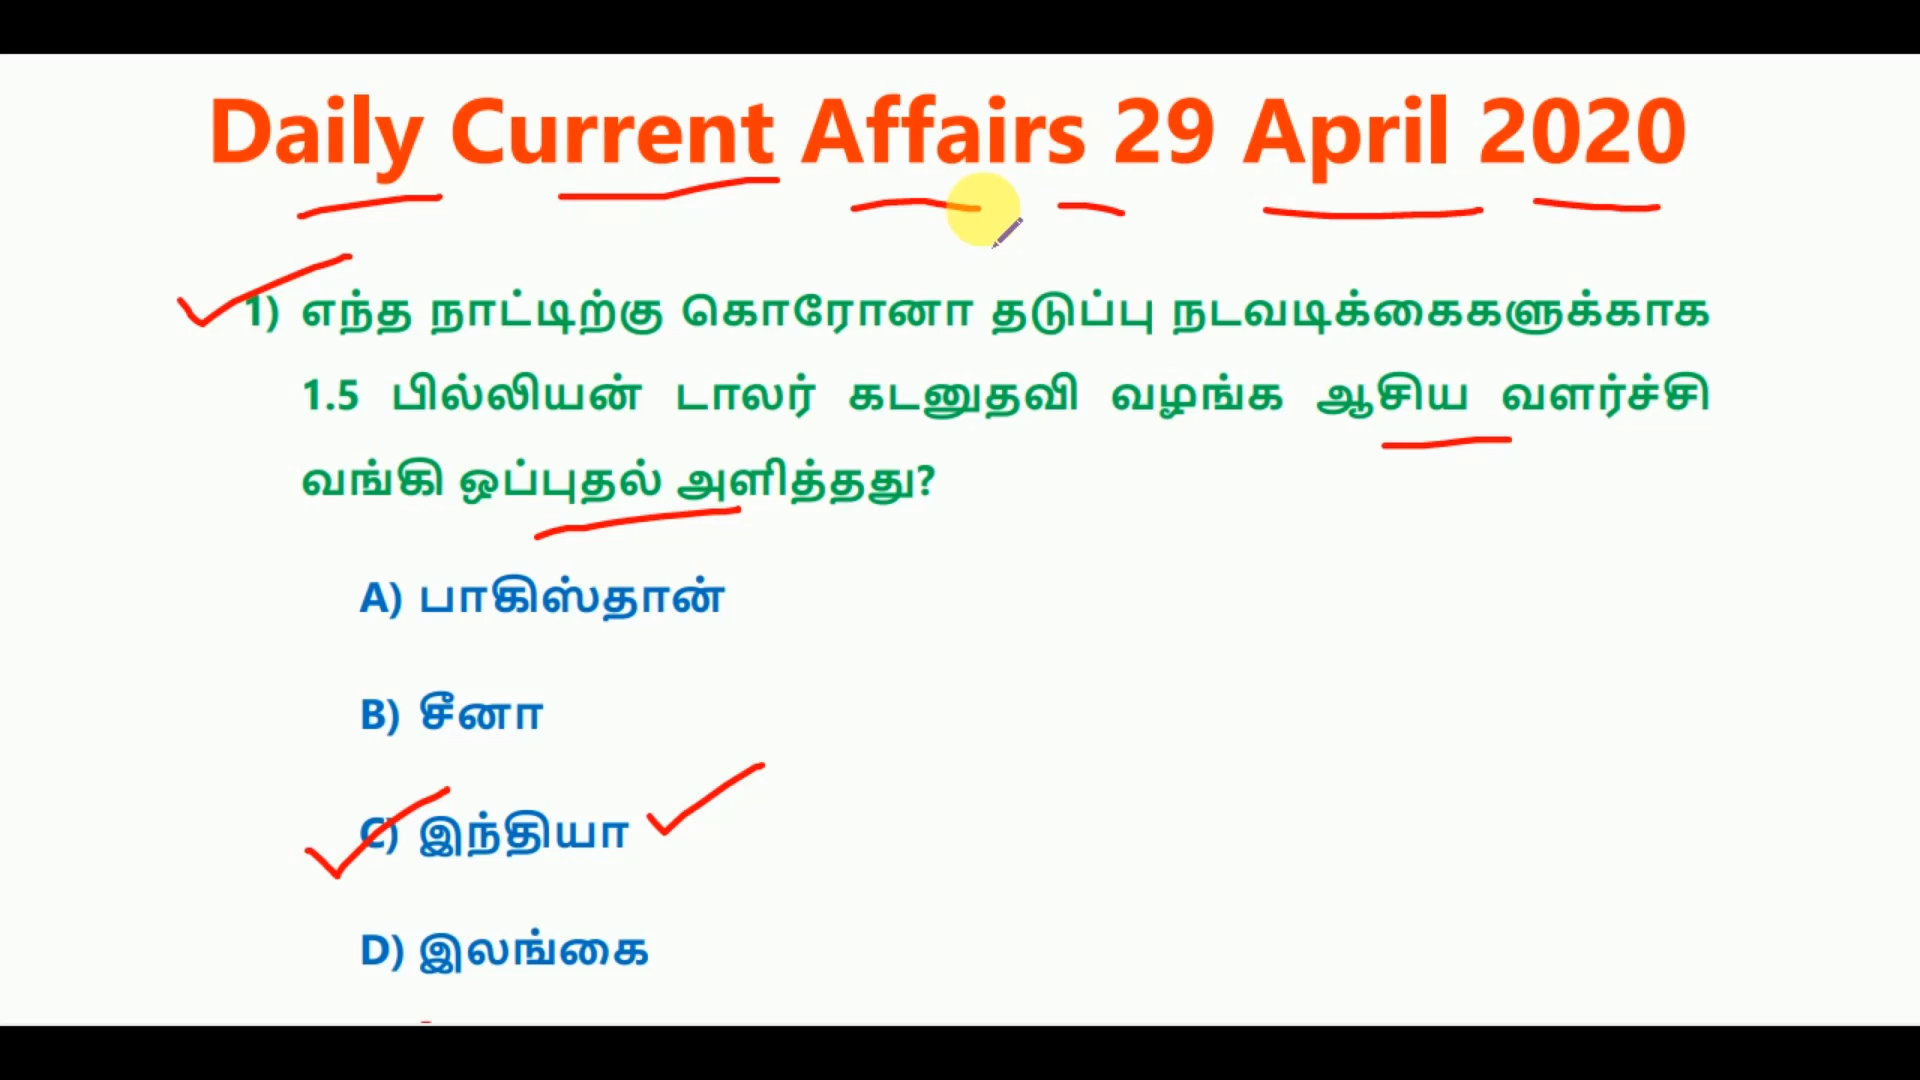 Daily Current Affairs 29 April 2020
1) எந்த நாட்டிற்கு கொரோனா தடுப்பு நடவடிக்கைகளுக்காக
1.5 பில்லியன் டாலர் கடனுதவி வழங்க ஆசிய வளர்ச்சி
வங்கி ஒப்புதல் அளித்தது?
A) பாகிஸ்தான்
B) சீனா
C) இந்தியா
D) இலங்கை